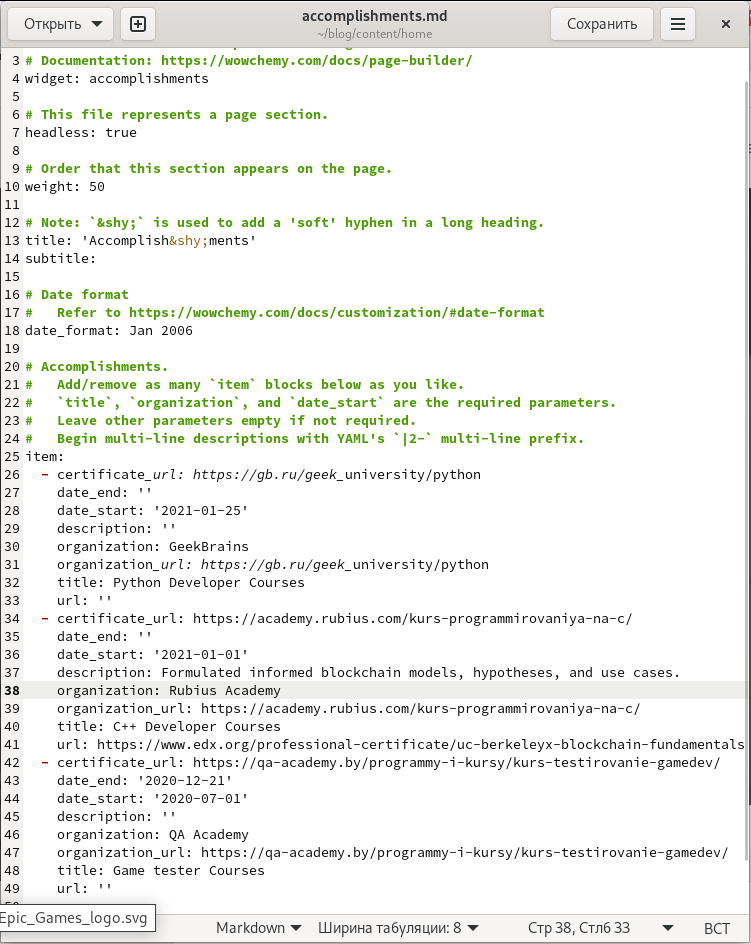 Открыть
accomplishments.md
~/blog/content/home
Сохранить
3 # Documentation: https://wowchemy.com/docs/page-builder/
4 widget: accomplishments
5
6 # This file represents a page section.
7 headless: true
8
9 # Order that this section appears on the page.
10 weight: 50
11
12 # Note: `&shy;` is used to add a 'soft' hyphen in a long heading.
13 title: 'Accomplish&shy;ments'
14 subtitle:
15
16 # Date format
17 #   Refer to https://wowchemy.com/docs/customization/#date-format
18 date_format: Jan 2006
19
20 # Accomplishments.
21 #   Add/remove as many `item` blocks below as you like.
22 #   `title`, `organization`, and `date_start` are the required parameters.
23 #   Leave other parameters empty if not required.
24 #   Begin multi-line descriptions with YAML's `|2-` multi-line prefix.
25 item:
26   - certificate_url: https://gb.ru/geek_university/python
27     date_end: ''
28     date_start: '2021-01-25'
29     description: ''
30     organization: GeekBrains
31     organization_url: https://gb.ru/geek_university/python
32     title: Python Developer Courses
33     url: ''
34   - certificate_url: https://academy.rubius.com/kurs-programmirovaniya-na-c/
35     date_end: ''
36     date_start: '2021-01-01'
37     description: Formulated informed blockchain models, hypotheses, and use cases.
38     organization: Rubius Academy
39     organization_url: https://academy.rubius.com/kurs-programmirovaniya-na-c/
40     title: C++ Developer Courses
41     url: https://www.edx.org/professional-certificate/uc-berkeleyx-blockchain-fundamentals
42   - certificate_url: https://qa-academy.by/programmy-i-kursy/kurs-testirovanie-gamedev/
43     date_end: '2020-12-21'
44     date_start: '2020-07-01'
45     description: ''
46     organization: QA Academy
47     organization_url: https://qa-academy.by/programmy-i-kursy/kurs-testirovanie-gamedev/
48     title: Game tester Courses
49     url: ''
Epic_Games_logo.svg
Markdown
Ширина табуляции: 8
Стр 38, Стлб 33
ВСТ